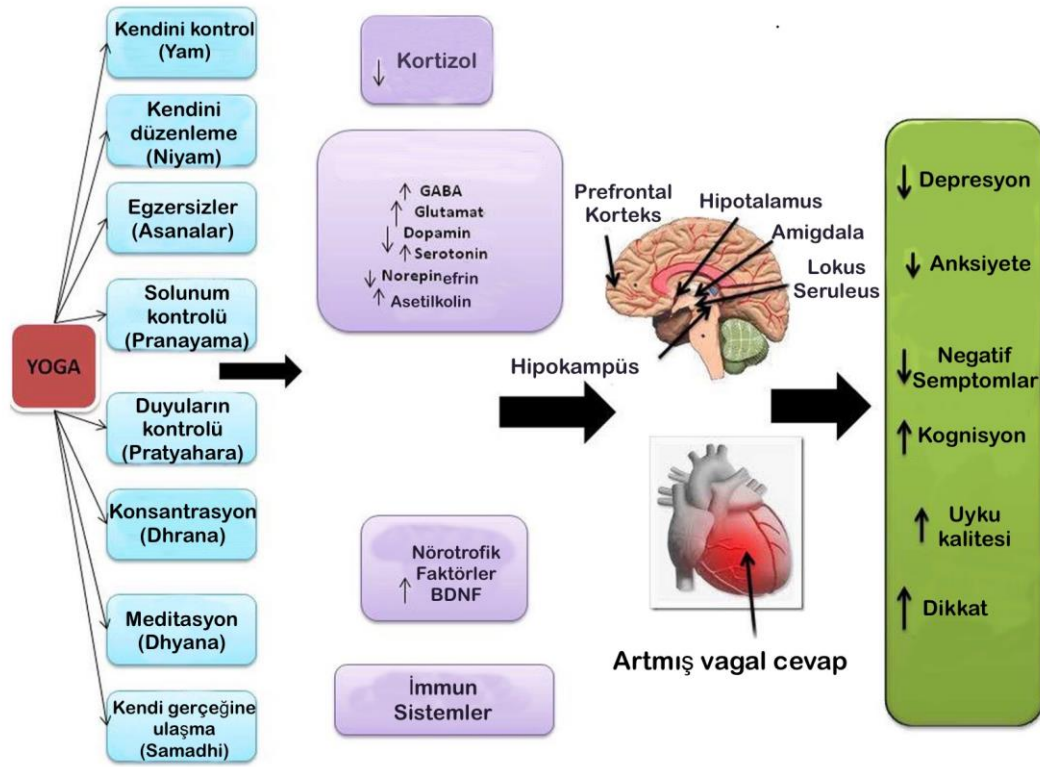 YOGA
Kendini kontrol
(Yam)
Kendini
düzenleme
(Niyam)
Egzersizler
(Asanalar)
Solunum
kontrolü
(Pranayama)
Duyuların
kontrolü
(Pratyahara)
Konsantrasyon
(Dhrana)
Meditasyon
(Dhyana)
Kendi gerçeğine
ulaşma
(Samadhi)
↓ Kortizol
↑ GABA
↑ Glutamat
↓ Dopamin
↑ Serotonin
↓ Norepinefrin
↑ Asetilkolin
↑ Nörotrofik
Faktörler
BDNF
İmmun
Sistemler
Prefrontal
Korteks
Hipotalamus
Amigdala
Lokus
Seruleus
Hipokampüs
Artmış vagal cevap
↓ Depresyon
↓ Anksiyete
↓ Negatif
Semptomlar
↑ Kognisyon
↑ Uyku
kalitesi
↑ Dikkat